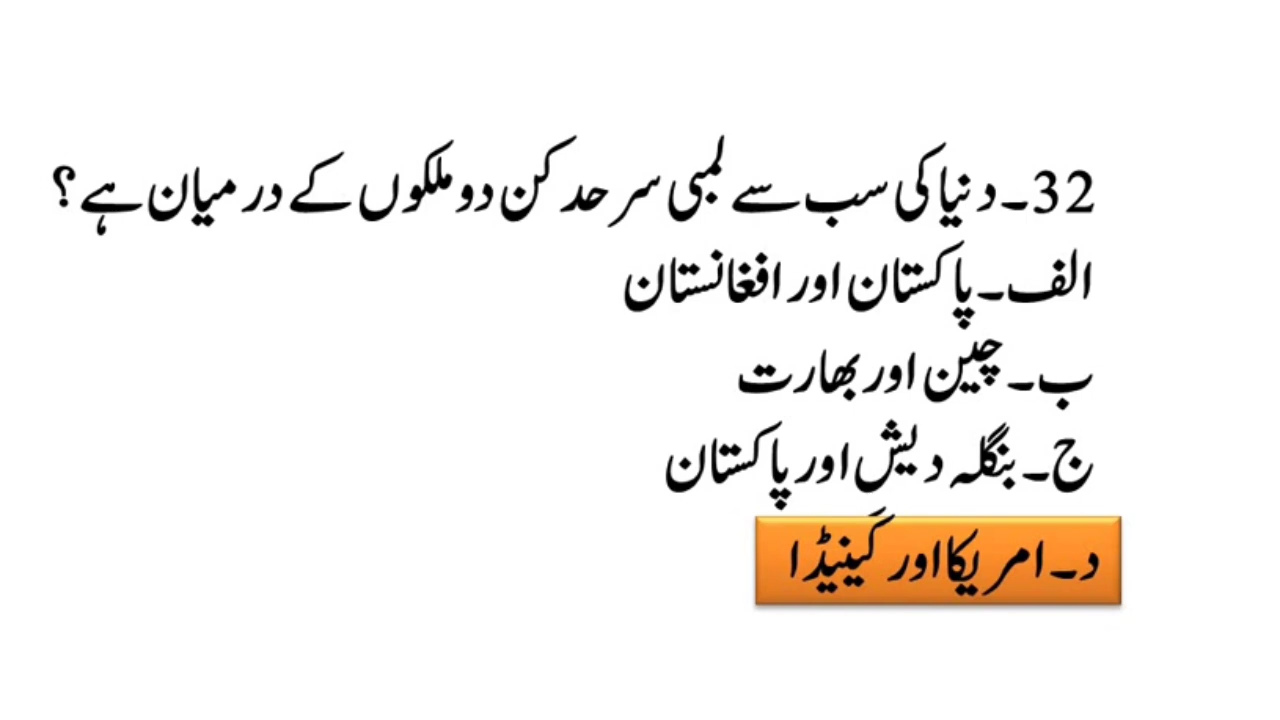 32۔دنیا کی سب سے لمبی سرحد کن دو ملکوں کے درمیان ہے؟
الف۔پاکستان اور افغانستان
ب۔چین اور بھارت
ج۔بنگلہ دیش اور پاکستان
د۔امریکا اور کینیڈا